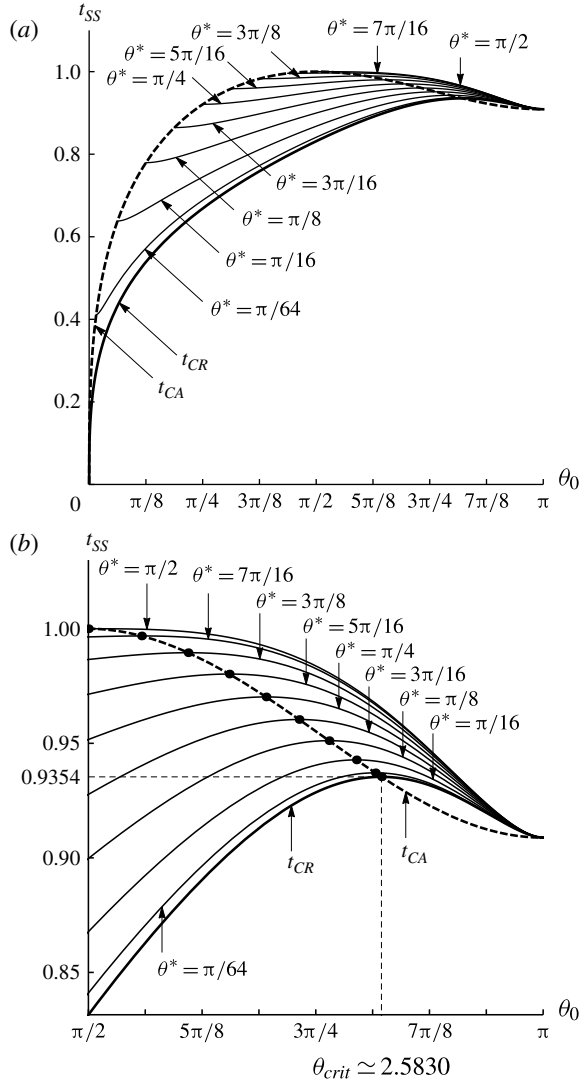 (a)
t_SS
θ* = 3π/8
7π/16
θ* = 5π/16
θ* = π/2
1.0
θ* = π/4
0.8
θ* = 3π/16
θ* = π/8
0.6
θ* = π/16
θ* = π/64
0.4
t_CR
t_CA
0.2
0
π/8 π/4 3π/8 π/2 5π/8 3π/4 7π/8 π
θ_0
(b)
t_SS
θ* = π/2
θ* = 7π/16
θ* = 3π/8
1.00
θ* = 5π/16
θ* = π/4
θ* = 3π/16
θ* = π/8
θ* = π/16
0.95
0.9354
t_CR
t_CA
0.90
θ* = π/64
0.85
π/2 5π/8 3π/4 7π/8 π
θ_0
θ_crit ≃ 2.5830